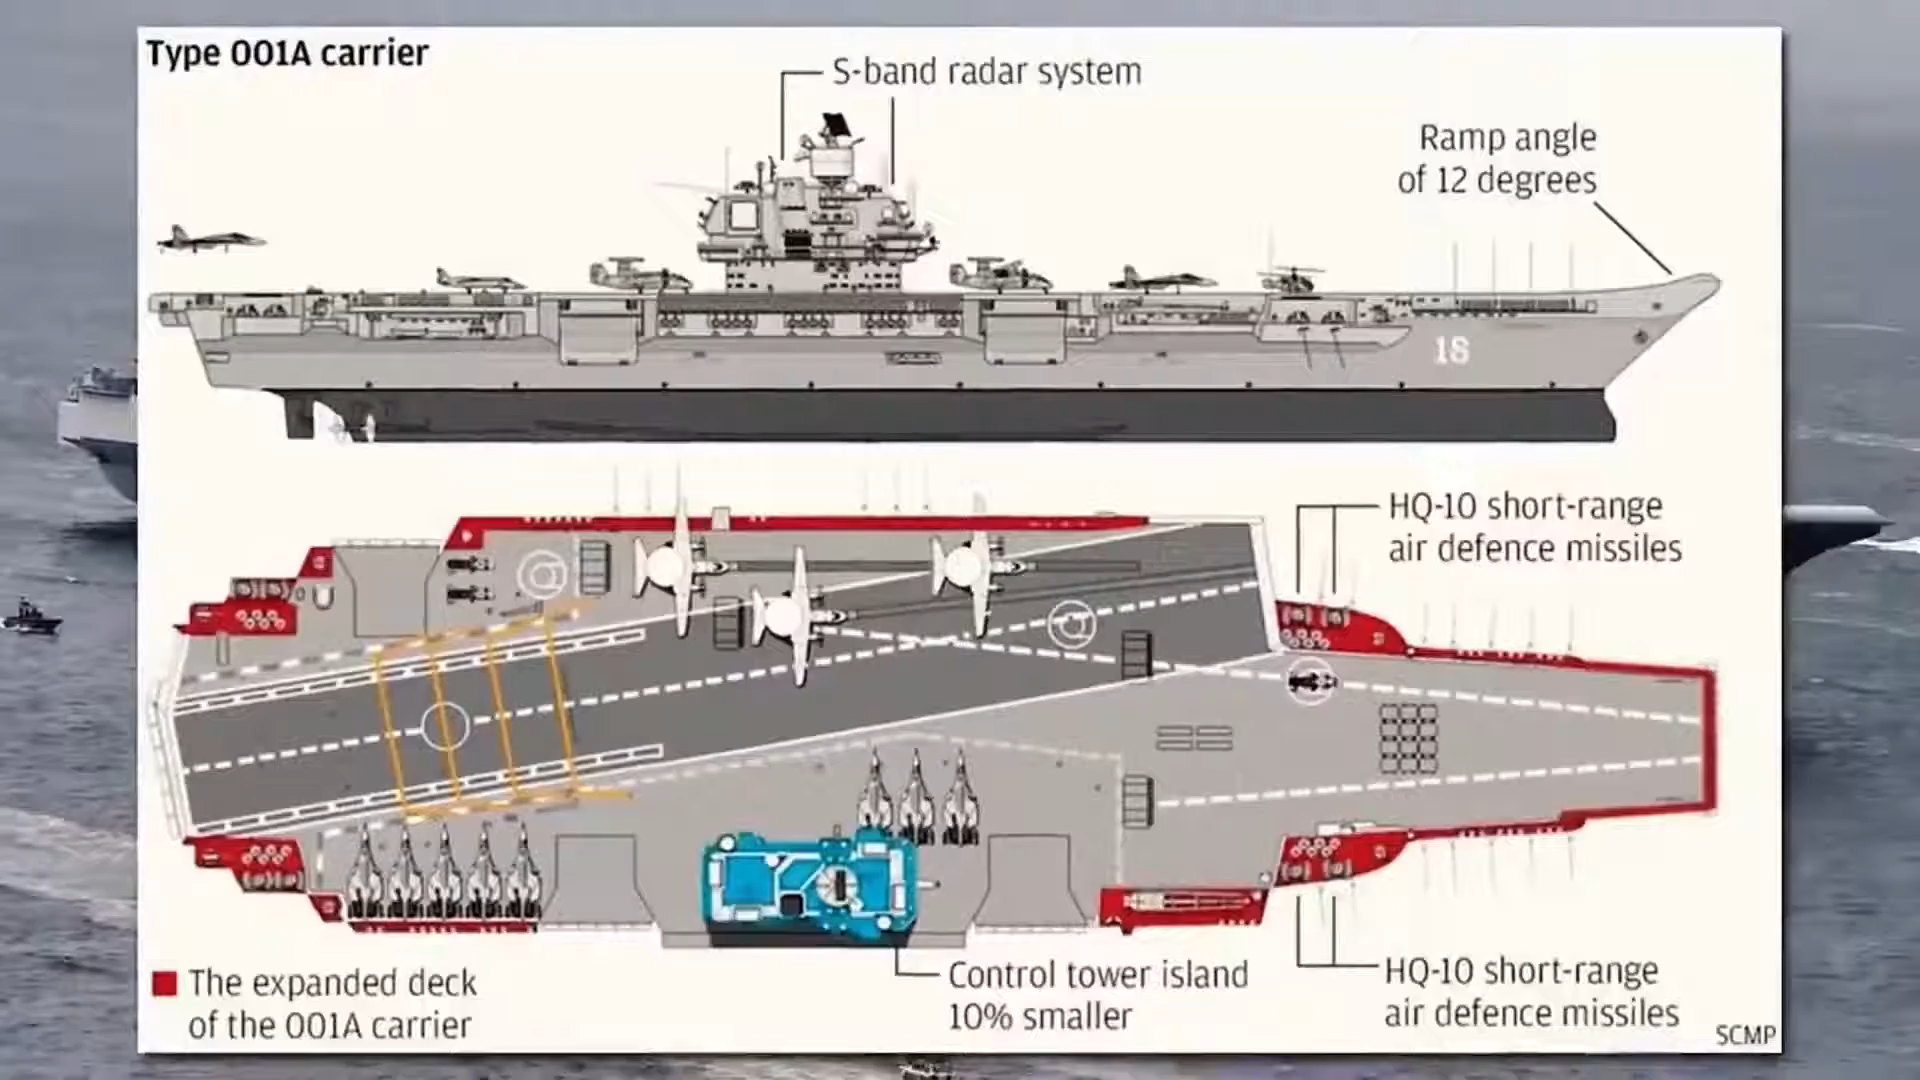 Type 001A carrier
S-band radar system
Ramp angle
of 12 degrees
18
HQ-10 short-range
air defence missiles
The expanded deck
of the 001A carrier
Control tower island
10% smaller
HQ-10 short-range
air defence missiles
SCMP